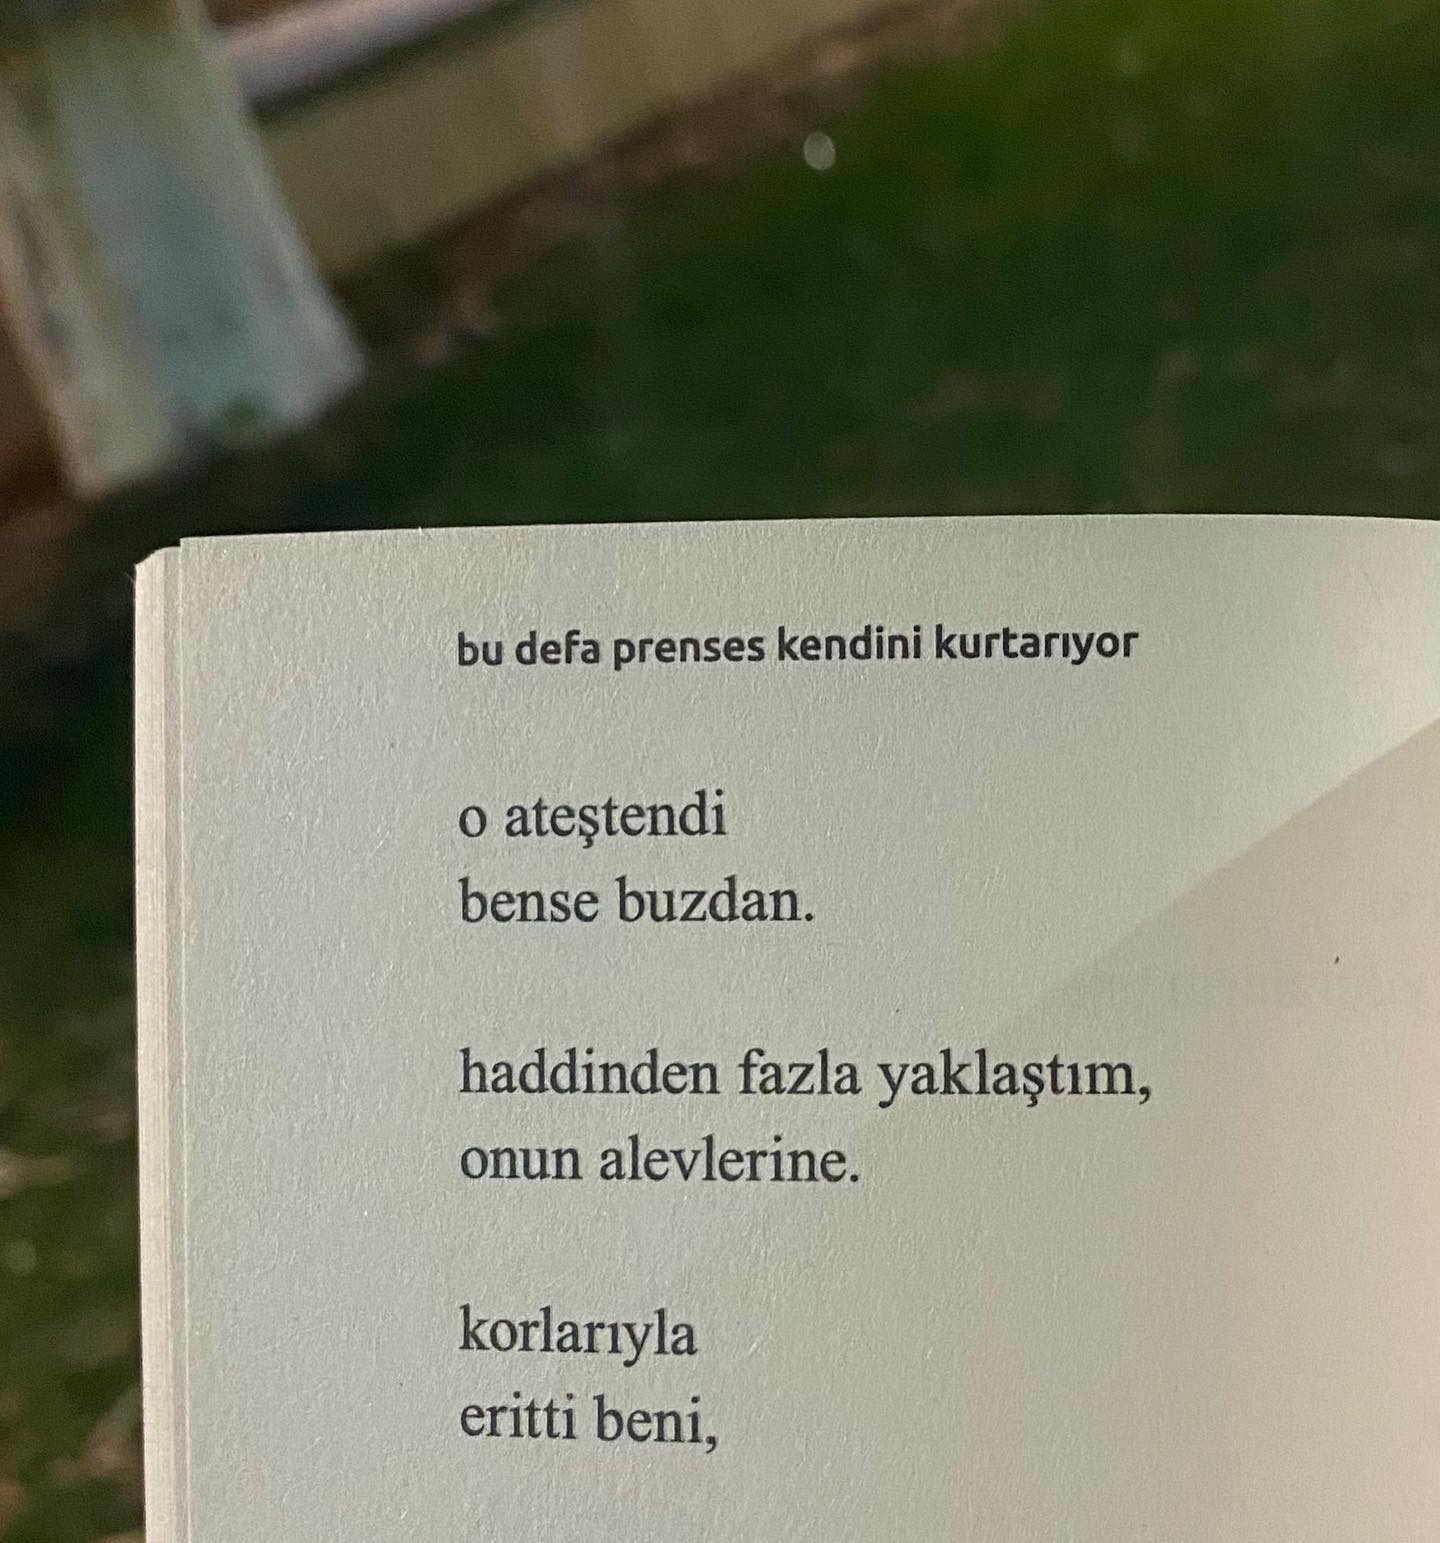 bu defa prenses kendini kurtarıyor
o ateştendi
bense buzdan.
haddinden fazla yaklaştım,
onun alevlerine.
korlarıyla
eritti beni,